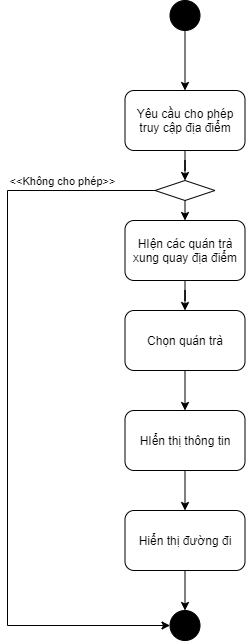 Yêu cầu cho phép
truy cập địa điểm
<<Không cho phép>>
HIện các quán trà
xung quay địa điểm
Chọn quán trà
HIển thị thông tin
Hiển thị đường đi